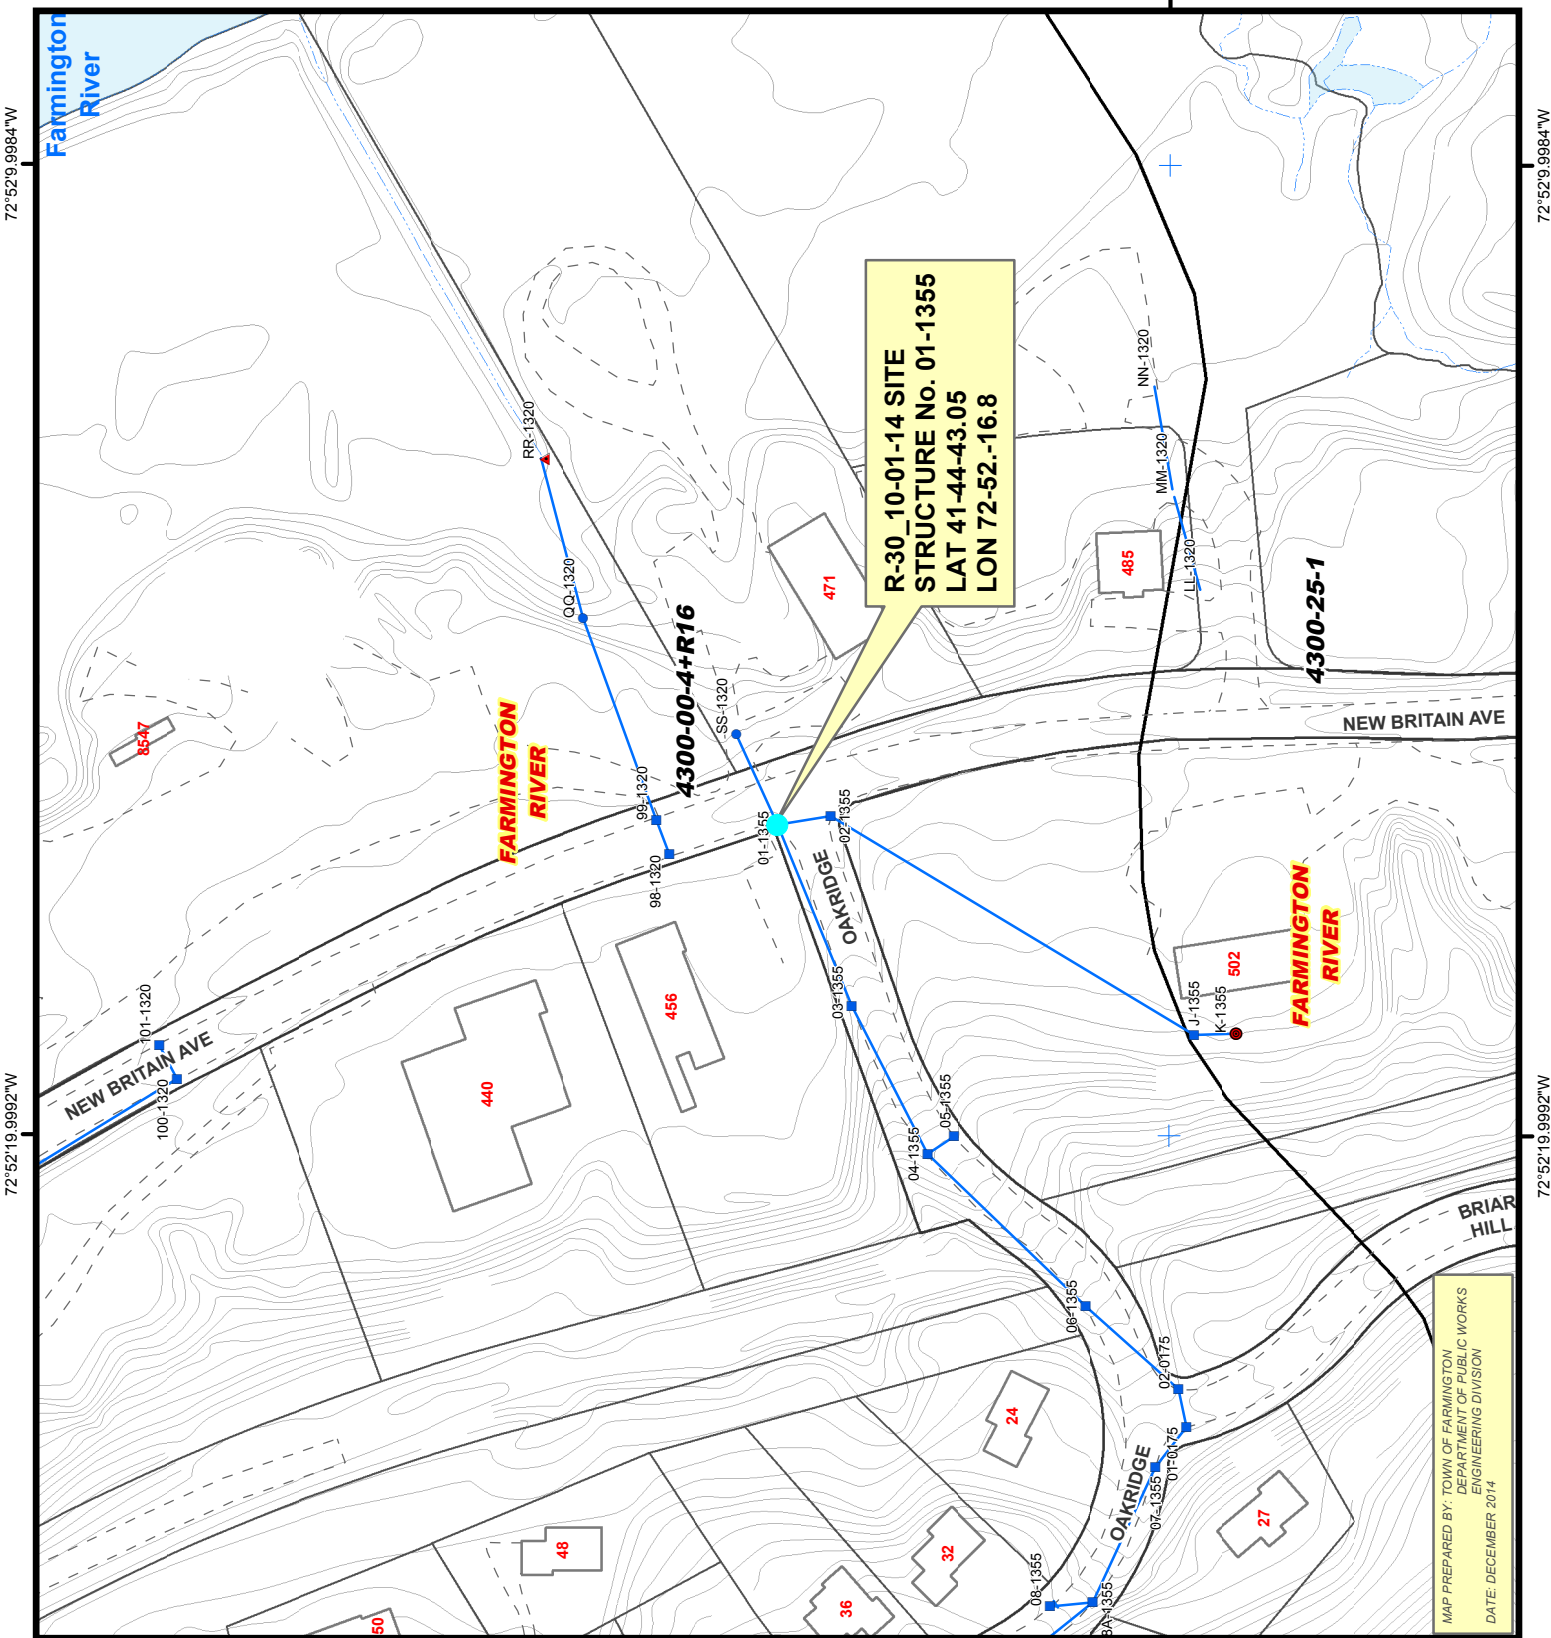 Farmington
River
72°52'9.9984"W
72°52'9.9984"W
72°52'19.9992"W
72°52'19.9992"W
R-30_10-01-14 SITE
STRUCTURE No. 01-1355
LAT 41-44-43.05
LON 72-52.-16.8
RR-1320
QQ-1320
SS-1320
NN-1320
MM-1320
LL-1320
4300-00-4+R16
4300-25-1
471
485
8547
FARMINGTON
RIVER
99-1320
98-1320
01-1355
02-1355
NEW BRITAIN AVE
OAKRIDGE
03-1355
456
440
101-1320
100-1320
NEW BRITAIN AVE
502
FARMINGTON
RIVER
J-1355
K-1355
04-1355
05-1355
06-1355
02-0175
01-0175
07-1355
OAKRIDGE
08-1355
8A-1355
BRIAR
HILL
24
27
32
36
48
50
MAP PREPARED BY: TOWN OF FARMINGTON
DEPARTMENT OF PUBLIC WORKS
ENGINEERING DIVISION
DATE: DECEMBER 2014